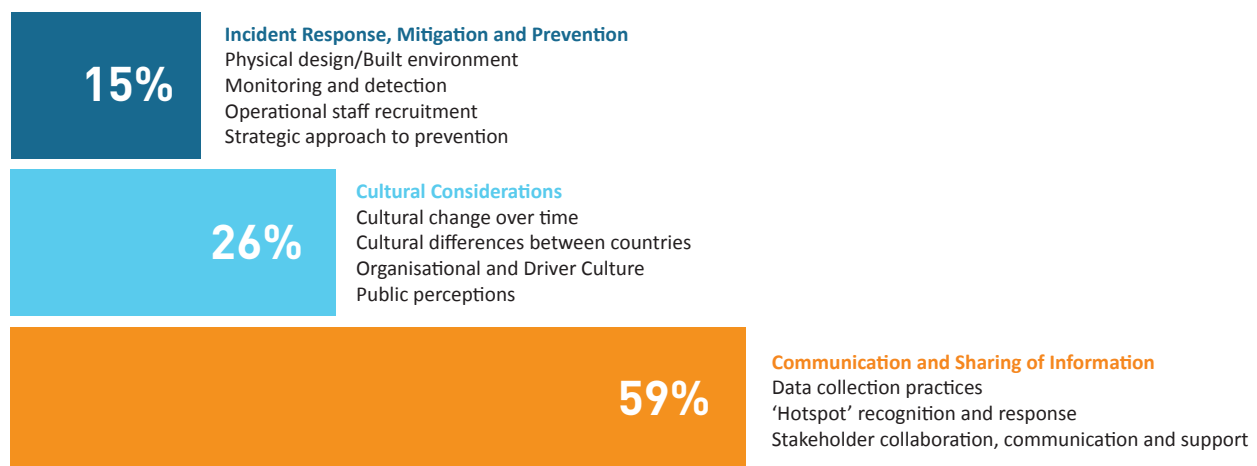 15%
Incident Response, Mitigation and Prevention
Physical design/Built environment
Monitoring and detection
Operational staff recruitment
Strategic approach to prevention
26%
Cultural Considerations
Cultural change over time
Cultural differences between countries
Organisational and Driver Culture
Public perceptions
59%
Communication and Sharing of Information
Data collection practices
‘Hotspot’ recognition and response
Stakeholder collaboration, communication and support